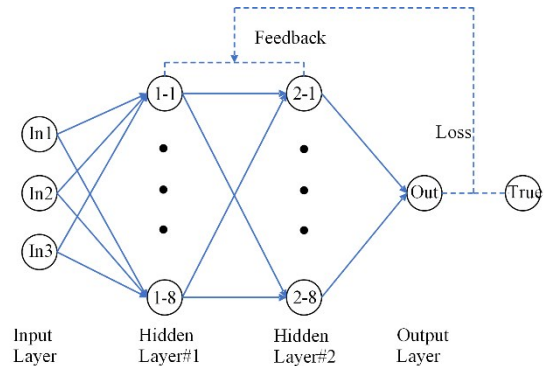 Feedback
1-1
2-1
In1
Loss
In2
Out
True
In3
1-8
2-8
Input
Layer
Hidden
Layer#1
Hidden
Layer#2
Output
Layer